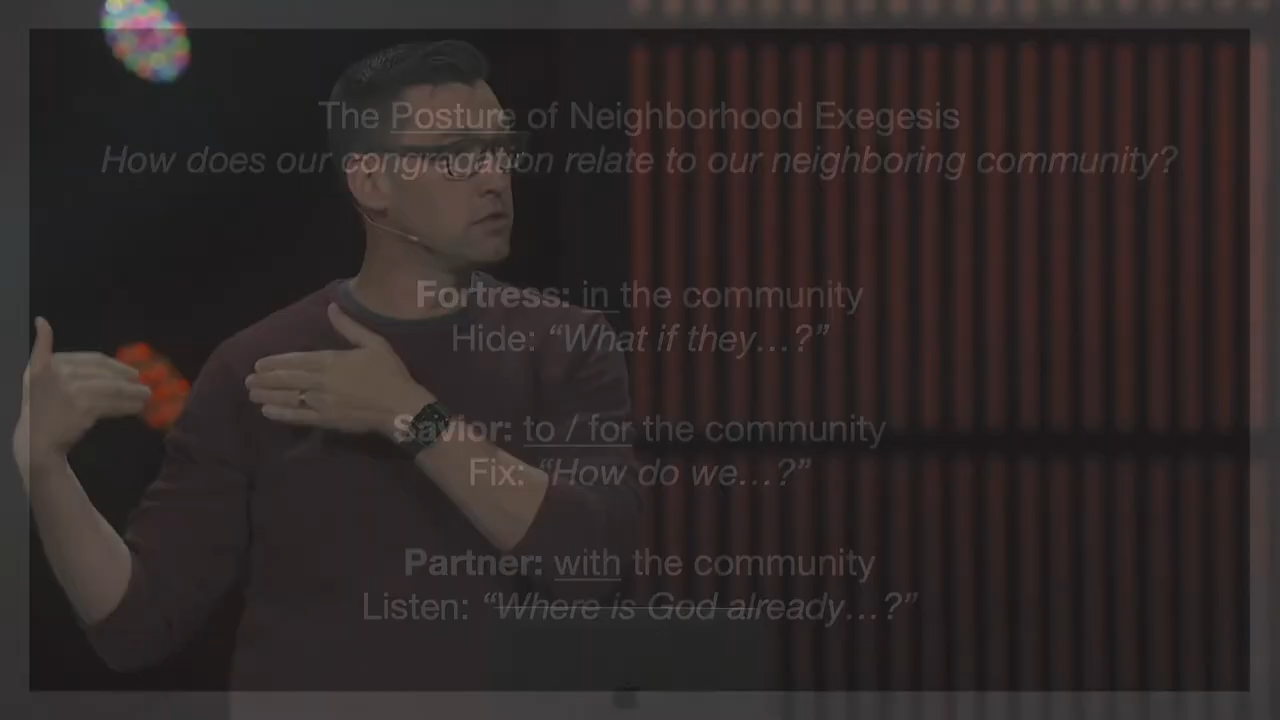 The Posture of Neighborhood Exegesis
How does our congregation relate to our neighboring community?
Fortress: in the community
Hide: “What if they…?”
Savior: to / for the community
Fix: “How do we…?”
Partner: with the community
Listen: “Where is God already…?”